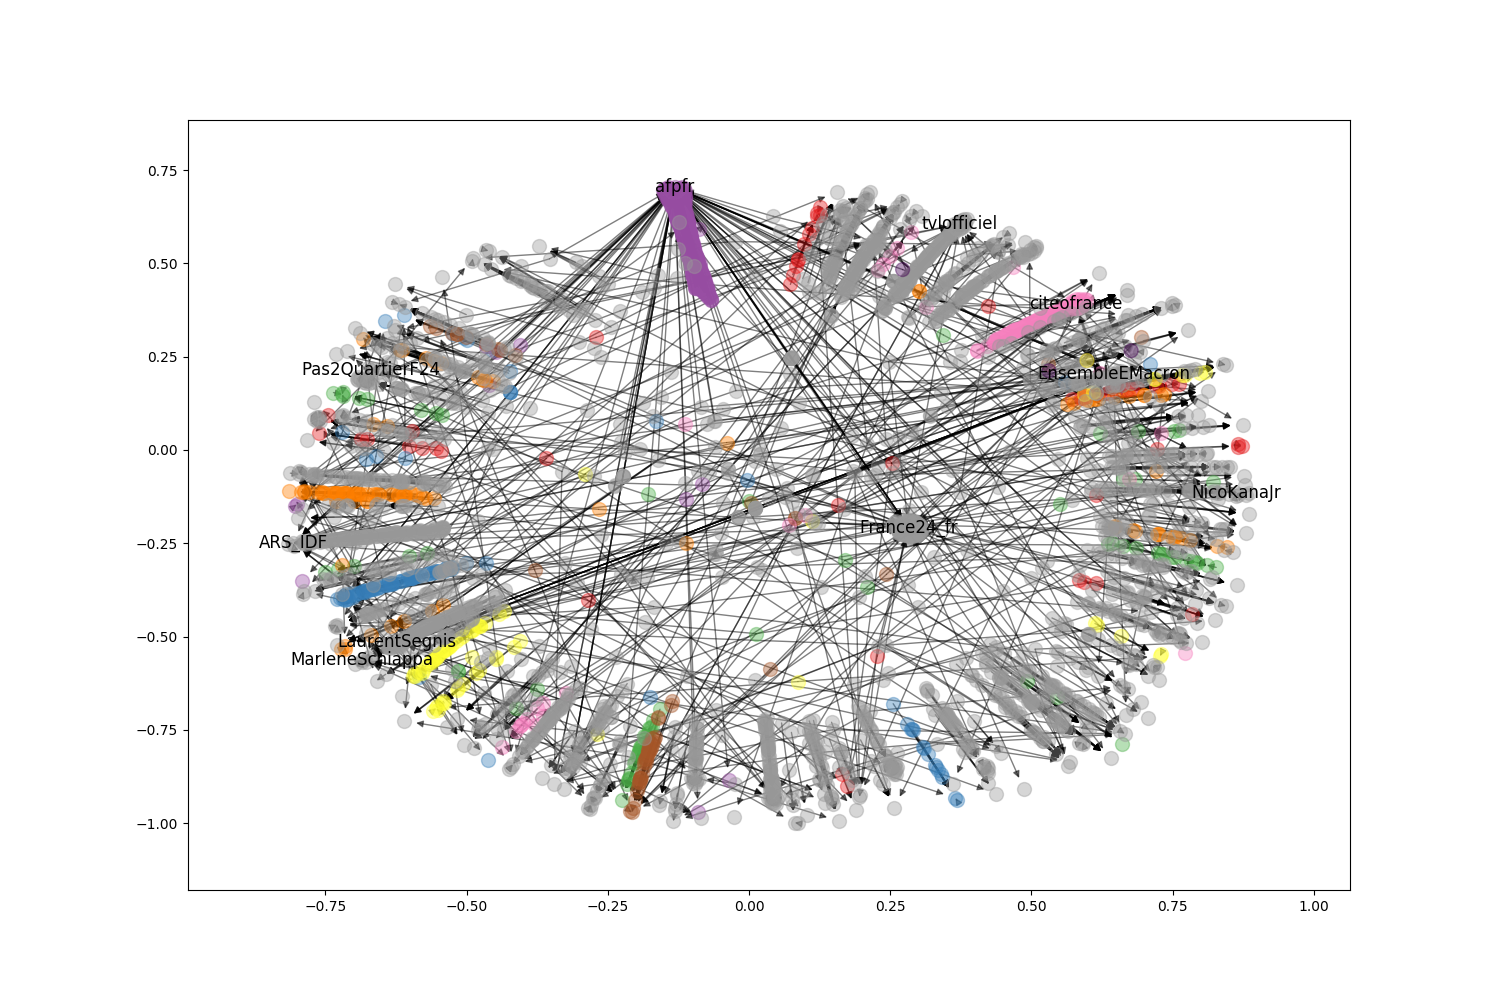 0.75
0.50
0.25
0.00
−0.25
−0.50
−0.75
−1.00
afpfr
tvlofficiel
citeofrance
Pas2QuartierF24
EnsembleEMacron
NicoKanaJr
France24_fr
ARS_IDF
LaurentSegnis
MarleneSchiappa
−0.75
−0.50
−0.25
0.00
0.25
0.50
0.75
1.00